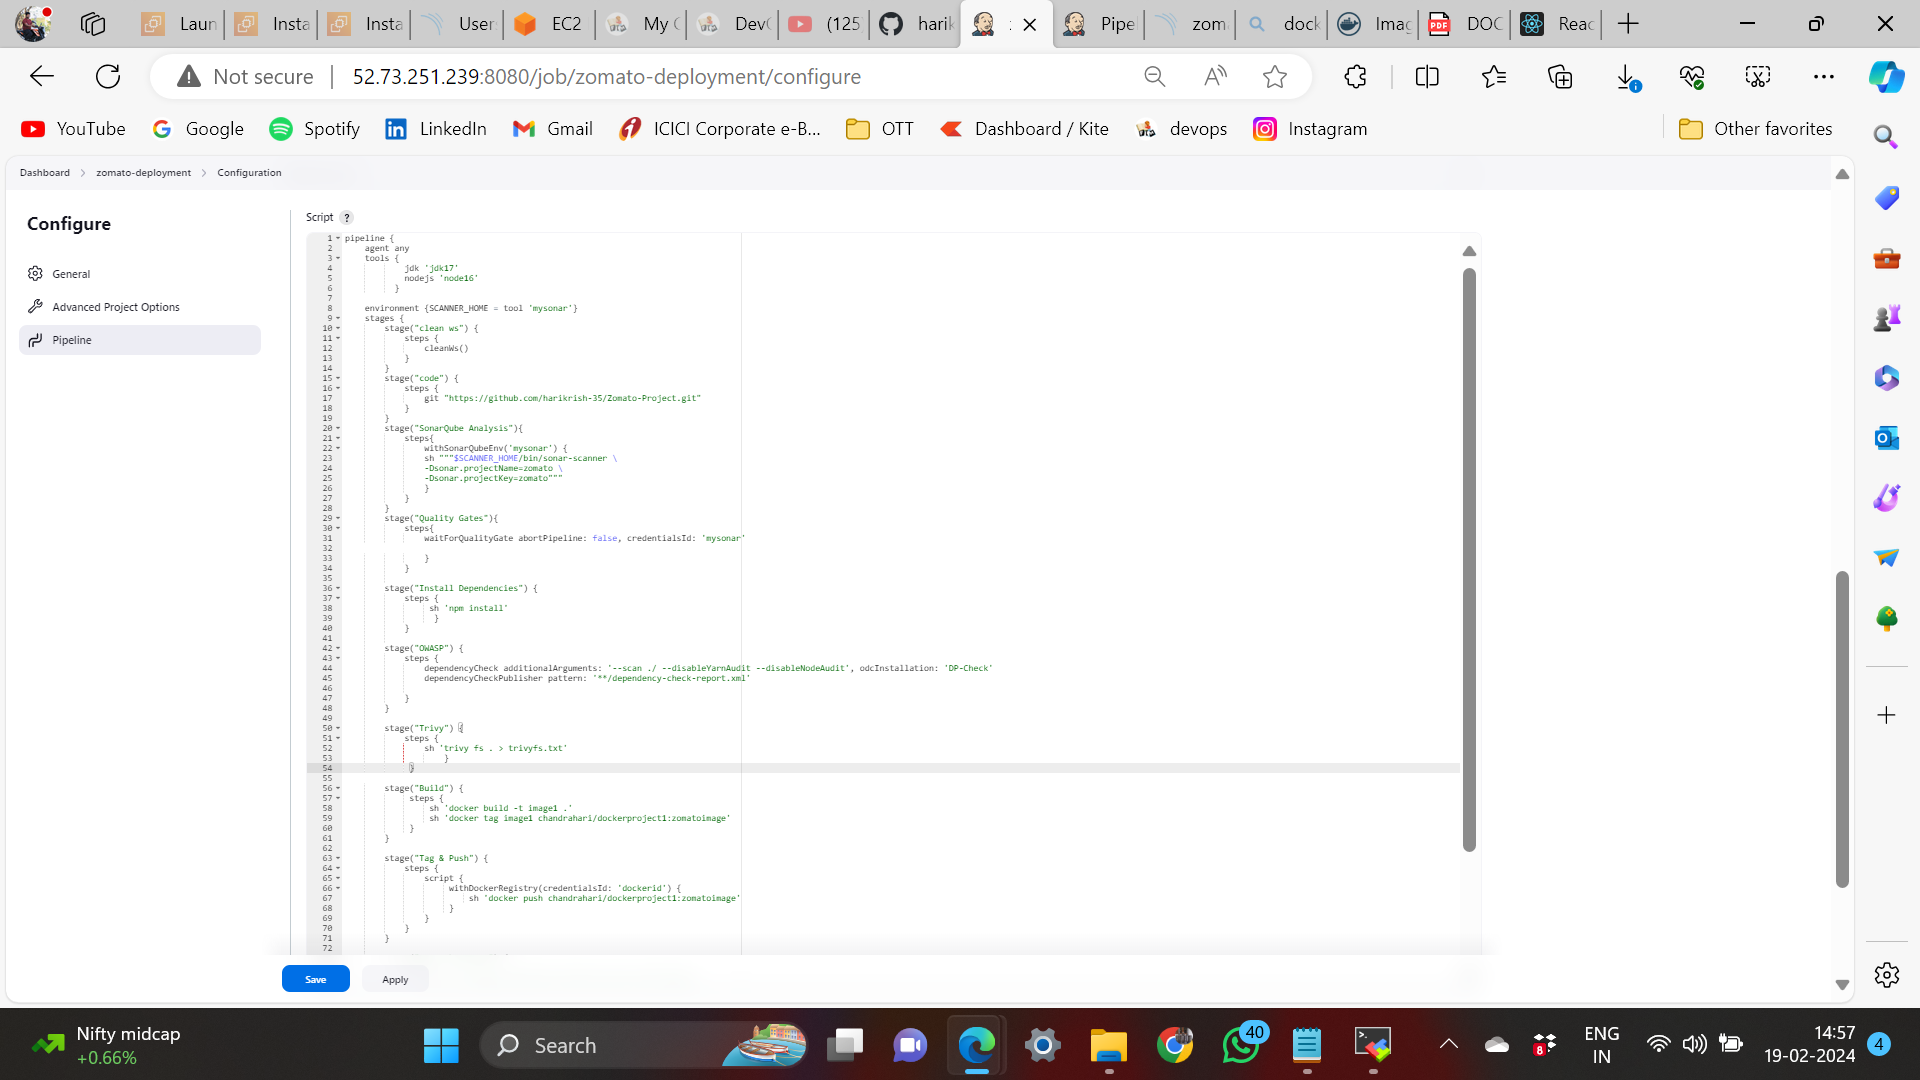 Laun
Insta
Insta
User
EC2
My C
DevO
(125
harik
z
Pipe
zom
dock
Imag
DOC
Reac
Not secure
52.73.251.239:8080/job/zomato-deployment/configure
YouTube
Google
Spotify
LinkedIn
Gmail
ICICI Corporate e-B...
OTT
Dashboard / Kite
devops
Instagram
Other favorites
Dashboard > zomato-deployment > Configuration
Configure
General
Advanced Project Options
Pipeline
Script ?
1 pipeline {
2     agent any
3     tools {
4             jdk 'jdk17'
5             nodejs 'node16'
6           }
7
8     environment {SCANNER_HOME = tool 'mysonar'}
9     stages {
10         stage("clean ws") {
11             steps {
12                 cleanWs()
13             }
14         }
15         stage("code") {
16             steps {
17                 git "https://github.com/harikrish-35/Zomato-Project.git"
18             }
19         }
20         stage("SonarQube Analysis"){
21             steps{
22                 withSonarQubeEnv('mysonar') {
23                 sh """$SCANNER_HOME/bin/sonar-scanner \
24                 -Dsonar.projectName=zomato \
25                 -Dsonar.projectKey=zomato"""
26                 }
27             }
28         }
29         stage("Quality Gates"){
30             steps{
31                 waitForQualityGate abortPipeline: false, credentialsId: 'mysonar'
32
33                 }
34             }
35
36         stage("Install Dependencies") {
37             steps {
38                  sh 'npm install'
39                   }
40             }
41
42         stage("OWASP") {
43             steps {
44                 dependencyCheck additionalArguments: '--scan ./ --disableYarnAudit --disableNodeAudit', odcInstallation: 'DP-Check'
45                 dependencyCheckPublisher pattern: '**/dependency-check-report.xml'
46
47             }
48         }
49
50         stage("Trivy") {
51             steps {
52                 sh 'trivy fs . > trivyfs.txt'
53                     }
54              }
55
56         stage("Build") {
57              steps {
58                  sh 'docker build -t image1 .'
59                  sh 'docker tag image1 chandrahari/dockerproject1:zomatoimage'
60              }
61         }
62
63         stage("Tag & Push") {
64             steps {
65                 script {
66                      withDockerRegistry(credentialsId: 'dockerid') {
67                          sh 'docker push chandrahari/dockerproject1:zomatoimage'
68                      }
69                 }
70             }
71         }
72
Save
Apply
Nifty midcap
+0.66%
Search
40
8
ENG
IN
14:57
19-02-2024
4